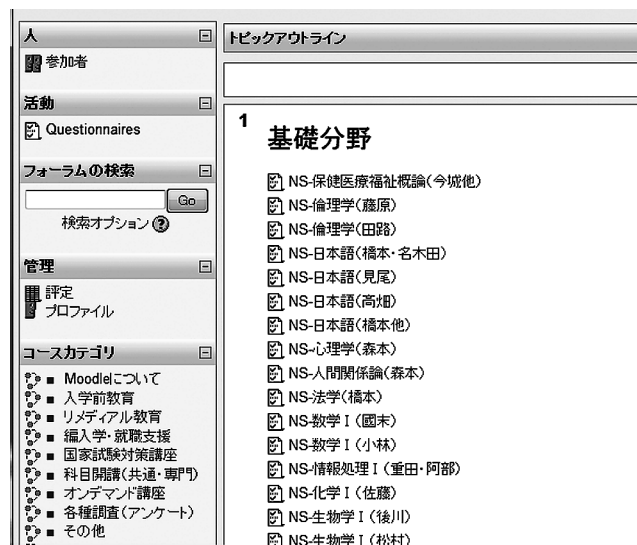 人
参加者
活動
Questionnaires
フォーラムの検索
Go
検索オプション
管理
評定
プロファイル
コースカテゴリ
Moodleについて
入学前教育
リメディアル教育
編入学・就職支援
国家試験対策講座
科目開講(共通・専門)
オンデマンド講座
各種調査(アンケート)
その他
トピックアウトライン
1
基礎分野
NS-保健医療福祉概論(今城他)
NS-倫理学(藤原)
NS-倫理学(田路)
NS-日本語(橋本・名木田)
NS-日本語(見尾)
NS-日本語(高畑)
NS-日本語(橋本他)
NS-心理学(森本)
NS-人間関係論(森本)
NS-法学(橋本)
NS-数学Ⅰ(國末)
NS-数学Ⅰ(小林)
NS-情報処理Ⅰ(重田・阿部)
NS-化学Ⅰ(佐藤)
NS-生物学Ⅰ(後川)
NS-生物学Ⅰ(松村)